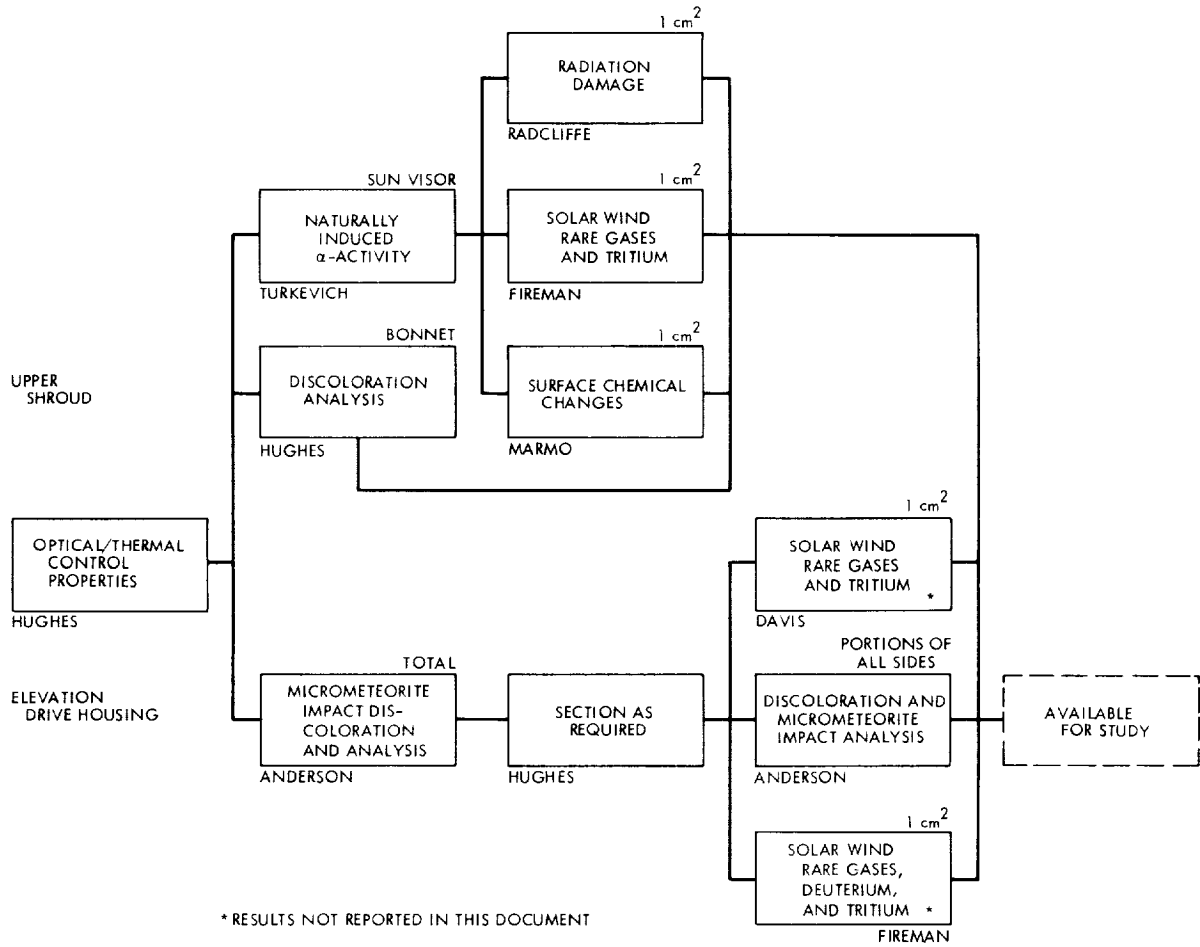 1 cm²
RADIATION
DAMAGE
RADCLIFFE
SUN VISOR
NATURALLY
INDUCED
α-ACTIVITY
TURKEVICH
1 cm²
SOLAR WIND
RARE GASES
AND TRITIUM
FIREMAN
UPPER
SHROUD
BONNET
DISCOLORATION
ANALYSIS
HUGHES
1 cm²
SURFACE CHEMICAL
CHANGES
MARMO
OPTICAL/THERMAL
CONTROL
PROPERTIES
HUGHES
1 cm²
SOLAR WIND
RARE GASES
AND TRITIUM *
DAVIS
ELEVATION
DRIVE HOUSING
TOTAL
MICROMETEORITE
IMPACT DIS-
COLORATION
AND ANALYSIS
ANDERSON
SECTION AS
REQUIRED
HUGHES
PORTIONS OF
ALL SIDES
DISCOLORATION AND
MICROMETEORITE
IMPACT ANALYSIS
ANDERSON
AVAILABLE
FOR STUDY
1 cm²
SOLAR WIND
RARE GASES,
DEUTERIUM,
AND TRITIUM *
FIREMAN
* RESULTS NOT REPORTED IN THIS DOCUMENT